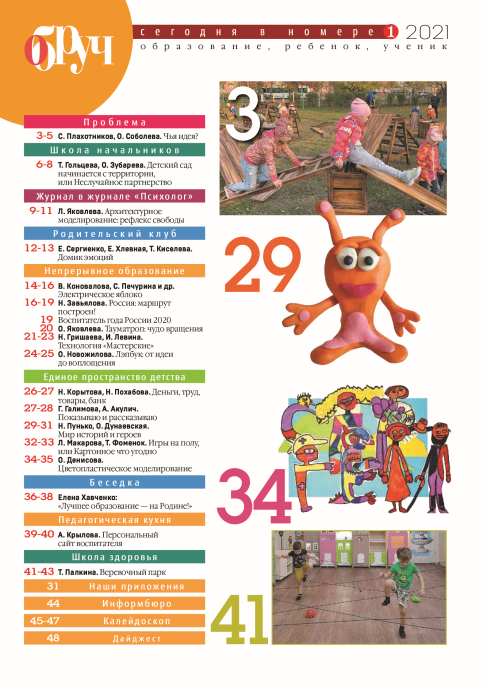 обруч
сегодня в номере 1 2021
образование, ребенок, ученик
Проблема
3-5 С. Плахотников, О. Соболева. Чья идея?
Школа начальников
6-8 Т. Гольцева, О. Зубарева. Детский сад
начинается с территории,
или Неслучайное партнерство
Журнал в журнале «Психолог»
9-11 Л. Яковлева. Архитектурное
моделирование: рефлекс свободы
Родительский клуб
12-13 Е. Сергиенко, Е. Хлевная, Т. Киселева.
Домик эмоций
Непрерывное образование
14-16 В. Коновалова, С. Печурина и др.
Электрическое яблоко
16-19 Н. Завьялова. Россия: маршрут
построен!
19 Воспитатель года России 2020
20 О. Яковлева. Тауматроп: чудо вращения
21-23 Н. Гришаева, И. Левина.
Технология «Мастерские»
24-25 О. Новожилова. Лэпбук от идеи
до воплощения
Единое пространство детства
26-27 Н. Корытова, Н. Похабова. Деньги, труд,
товары, банк
27-28 Г. Галимова, А. Акулич.
Показываю и рассказываю
29-31 Н. Пунько, О. Дунаевская.
Мир историй и героев
32-33 Л. Макарова, Т. Фоменок. Игры на полу,
или Картонное что угодно
34-35 О. Денисова.
Цветопластическое моделирование
Беседка
36-38 Елена Хавченко:
«Лучшее образование — на Родине!»
Педагогическая кухня
39-40 А. Крылова. Персональный
сайт воспитателя
Школа здоровья
41-43 Т. Палкина. Веревочный парк
31 Наши приложения
44 Информбюро
45-47 Калейдоскоп
48 Дайджест
3
29
34
41